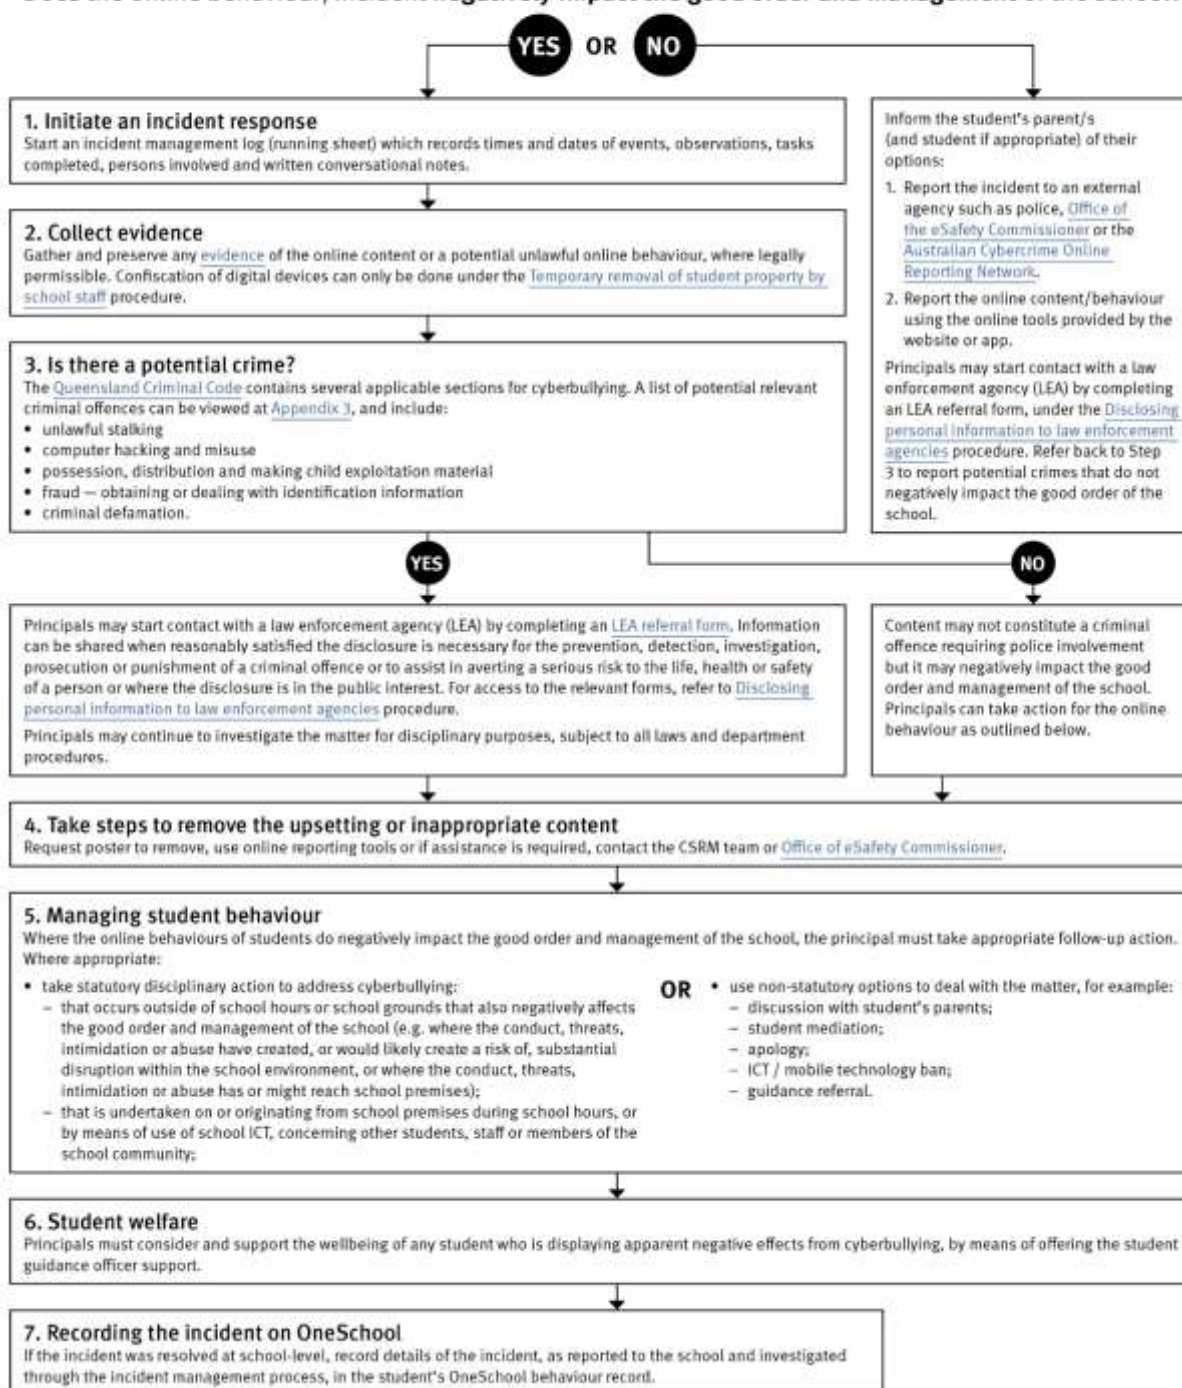 YES OR NO
1. Initiate an incident response
Start an incident management log (running sheet) which records times and dates of events, observations, tasks
completed, persons involved and written conversational notes.
2. Collect evidence
Gather and preserve any evidence of the online content or a potential unlawful online behaviour, where legally
permissible. Confiscation of digital devices can only be done under the Temporary removal of student property by
school staff procedure.
3. Is there a potential crime?
The Queensland Criminal Code contains several applicable sections for cyberbullying. A list of potential relevant
criminal offences can be viewed at Appendix 3, and include:
• unlawful stalking
• computer hacking and misuse
• possession, distribution and making child exploitation material
• fraud — obtaining or dealing with identification information
• criminal defamation.
Inform the student's parent/s
(and student if appropriate) of their
options:
1. Report the incident to an external
agency such as police, Office of
the eSafety Commissioner or the
Australian Cybercrime Online
Reporting Network.
2. Report the online content/behaviour
using the online tools provided by the
website or app.
Principals may start contact with a law
enforcement agency (LEA) by completing
an LEA referral form, under the Disclosing
personal information to law enforcement
agencies procedure. Refer back to Step
3 to report potential crimes that do not
negatively impact the good order of the
school.
YES
NO
Principals may start contact with a law enforcement agency (LEA) by completing an LEA referral form. Information
can be shared when reasonably satisfied the disclosure is necessary for the prevention, detection, investigation,
prosecution or punishment of a criminal offence or to assist in averting a serious risk to the life, health or safety
of a person or where the disclosure is in the public interest. For access to the relevant forms, refer to Disclosing
personal information to law enforcement agencies procedure.
Principals may continue to investigate the matter for disciplinary purposes, subject to all laws and department
procedures.
Content may not constitute a criminal
offence requiring police involvement
but it may negatively impact the good
order and management of the school.
Principals can take action for the online
behaviour as outlined below.
4. Take steps to remove the upsetting or inappropriate content
Request poster to remove, use online reporting tools or if assistance is required, contact the CSRM team or Office of eSafety Commissioner.
5. Managing student behaviour
Where the online behaviours of students do negatively impact the good order and management of the school, the principal must take appropriate follow-up action.
Where appropriate:
• take statutory disciplinary action to address cyberbullying:
– that occurs outside of school hours or school grounds that also negatively affects
the good order and management of the school (e.g. where the conduct, threats,
intimidation or abuse have created, or would likely create a risk of, substantial
disruption within the school environment, or where the conduct, threats,
intimidation or abuse has or might reach school premises);
– that is undertaken on or originating from school premises during school hours, or
by means of use of school ICT, concerning other students, staff or members of the
school community;
OR
• use non-statutory options to deal with the matter, for example:
– discussion with student's parents;
– student mediation;
– apology;
– ICT / mobile technology ban;
– guidance referral.
6. Student welfare
Principals must consider and support the wellbeing of any student who is displaying apparent negative effects from cyberbullying, by means of offering the student
guidance officer support.
7. Recording the incident on OneSchool
If the incident was resolved at school-level, record details of the incident, as reported to the school and investigated
through the incident management process, in the student's OneSchool behaviour record.